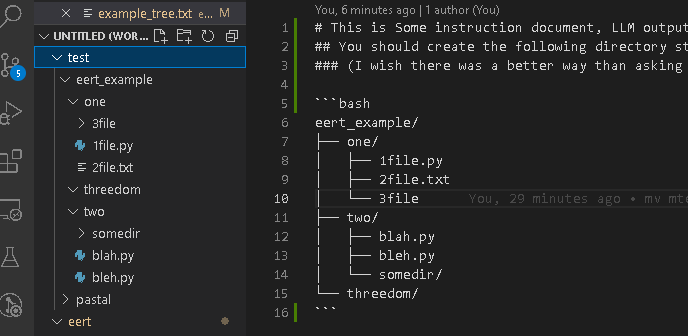 example_tree.txt e... M
UNTITLED (WOR...
test
eert_example
one
3file
1file.py
2file.txt
threedom
two
somedir
blah.py
bleh.py
pastal
eert
5
You, 6 minutes ago | 1 author (You)
1 # This is Some instruction document, LLM output
2 ## You should create the following directory st
3 ### (I wish there was a better way than asking
4
5 ```bash
6 eert_example/
7 ├── one/
8 │   ├── 1file.py
9 │   ├── 2file.txt
10 │   └── 3file You, 29 minutes ago • mv mte
11 ├── two/
12 │   ├── blah.py
13 │   ├── bleh.py
14 │   └── somedir/
15 └── threedom/
16 ```